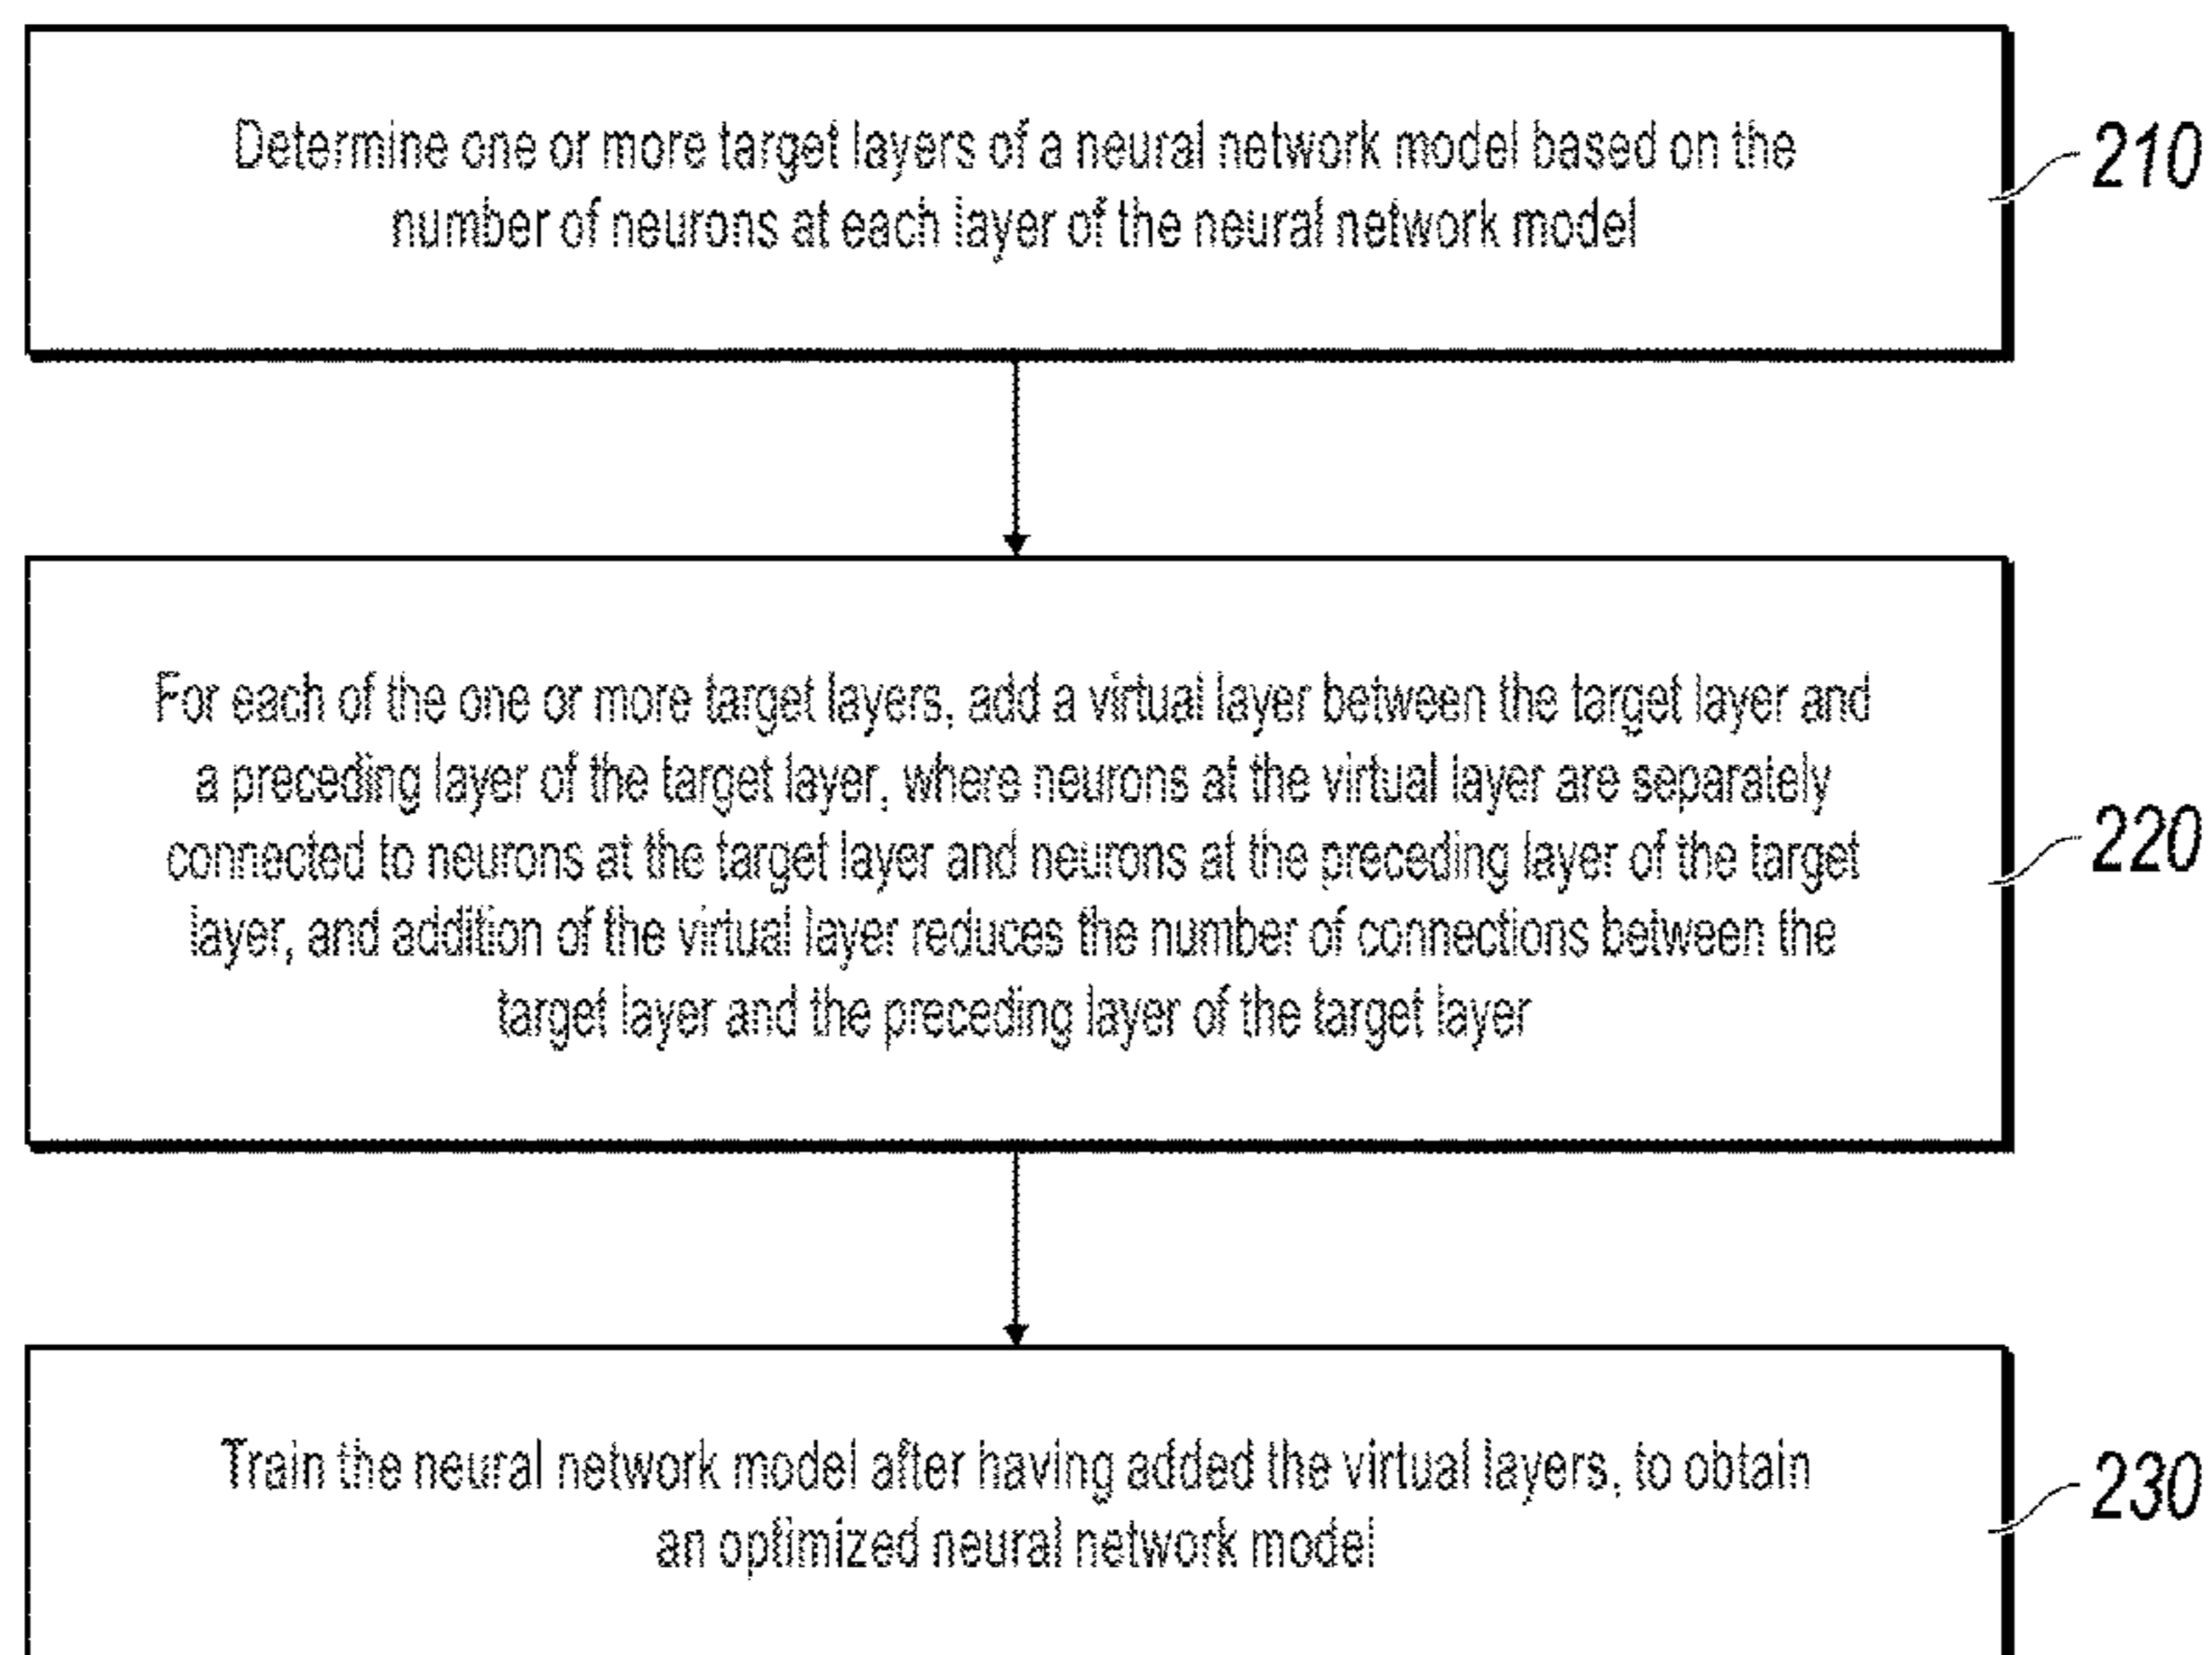 Determine one or more target layers of a neural network model based on the
number of neurons at each layer of the neural network model
210
For each of the one or more target layers, add a virtual layer between the target layer and
a preceding layer of the target layer, where neurons at the virtual layer are separately
connected to neurons at the target layer and neurons at the preceding layer of the target
layer, and addition of the virtual layer reduces the number of connections between the
target layer and the preceding layer of the target layer
220
Train the neural network model after having added the virtual layers, to obtain
an optimized neural network model
230